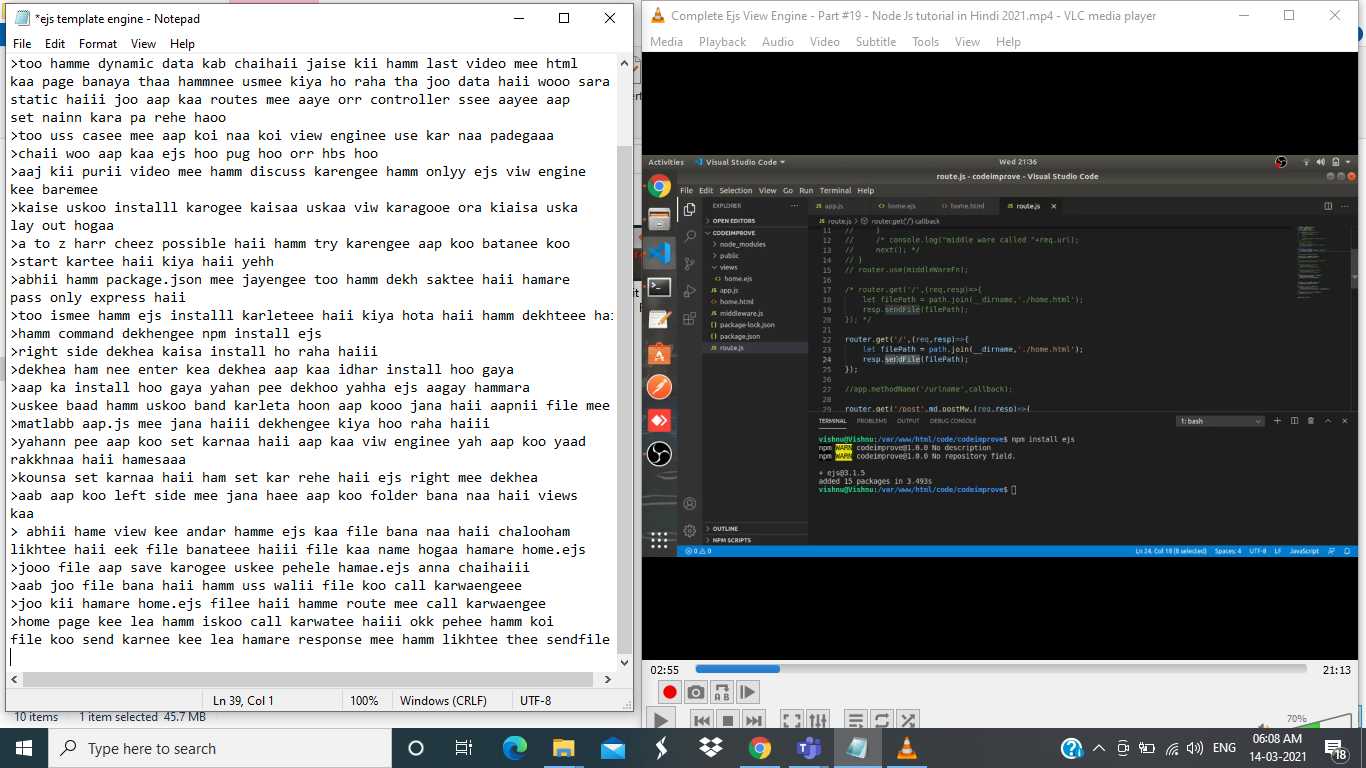 *ejs template engine - Notepad
File Edit Format View Help
>too hamme dynamic data kab chaihaii jaise kii hamm last video mee html
kaa page banaya thaa hammnee usmee kiya ho raha tha joo data haii wooo sara
static haiii joo aap kaa routes mee aaye orr controller ssee aayee aap
set nainn kara pa rehe haoo
>too uss casee mee aap koi naa koi view enginee use kar naa padegaaa
>chaii woo aap kaa ejs hoo pug hoo orr hbs hoo
>aaj kii purii video mee hamm discuss karengee hamm onlyy ejs viw engine
kee baremee
>kaise uskoo installl karogee kaisaa uskaa viw karagooe ora kiaisa uska
lay out hogaa
>a to z harr cheez possible haii hamm try karengee aap koo batanee koo
>start kartee haii kiya haii yehh
>abhii hamm package.json mee jayengee too hamm dekh saktee haii hamare
pass only express haii
>too ismee hamm ejs installl karleteee haii kiya hota haii hamm dekhteee ha
>hamm command dekhengee npm install ejs
>right side dekhea kaisa install ho raha haiii
>dekhea ham nee enter kea dekhea aap kaa idhar install hoo gaya
>aap ka install hoo gaya yahan pee dekhoo yahha ejs aagay hammara
>uskee baad hamm uskoo band karleta hoon aap kooo jana haii aapnii file mee
>matlabb aap.js mee jana haiii dekhengee kiya hoo raha haiii
>yahann pee aap koo set karnaa haii aap kaa viw enginee yah aap koo yaad
rakkhnaa haii hamesaaa
>kounsa set karnaa haii ham set kar rehe haii ejs right mee dekhea
>aab aap koo left side mee jana haee aap koo folder bana naa haii views
kaa
> abhii hame view kee andar hamme ejs kaa file bana naa haii chalooham
likhtee haii eek file banateee haiii file kaa name hogaa hamare home.ejs
>jooo file aap save karogee uskee pehele hamae.ejs anna chaihaiii
>aab joo file bana haii hamm uss walii file koo call karwaengeee
>joo kii hamare home.ejs filee haii hamme route mee call karwaengee
>home page kee lea hamm iskoo call karwatee haiii okk pehee hamm koi
file koo send karnee kee lea hamare response mee hamm likhtee thee sendfile
Ln 39, Col 1 100% Windows (CRLF) UTF-8
10 items 1 item selected 45.7 MB
Complete Ejs View Engine - Part #19 - Node Js tutorial in Hindi 2021.mp4 - VLC media player
Media Playback Audio Video Subtitle Tools View Help
Activities Visual Studio Code Wed 21:36
route.js - codeimprove - Visual Studio Code
File Edit Selection View Go Run Terminal Help
EXPLORER
OPEN EDITORS
CODEIMPROVE
node_modules
public
views
home.ejs
JS app.js
home.html
JS middleware.js
package-lock.json
package.json
JS route.js
OUTLINE
NPM SCRIPTS
JS app.js home.ejs home.html JS route.js
JS route.js > router.get('/') callback
11 // }
12 // /* console.log("middle ware called "+req.url);
13 // next(); */
14 // }
15 // router.use(middleWareFn);
16
17 /* router.get('/',(req,resp)=>{
18 let filePath = path.join(__dirname,'./home.html');
19 resp.sendFile(filePath);
20 }); */
21
22 router.get('/',(req,resp)=>{
23 let filePath = path.join(__dirname,'./home.html');
24 resp.sendFile(filePath);
25 });
26
27 //app.methodName('/urlname',callback);
28
29 router.get('/post',md.postMw,(req,resp)=>{
TERMINAL PROBLEMS OUTPUT DEBUG CONSOLE 1: bash
vishnu@Vishnu:/var/www/html/code/codeimprove$ npm install ejs
npm WARN codeimprove@1.0.0 No description
npm WARN codeimprove@1.0.0 No repository field.
+ ejs@3.1.5
added 15 packages in 3.493s
vishnu@Vishnu:/var/www/html/code/codeimprove$
0 0 Ln 24, Col 18 (8 selected) Spaces: 4 UTF-8 LF JavaScript
02:55 21:13
A B
70%
Type here to search
ENG 06:08 AM
14-03-2021
18